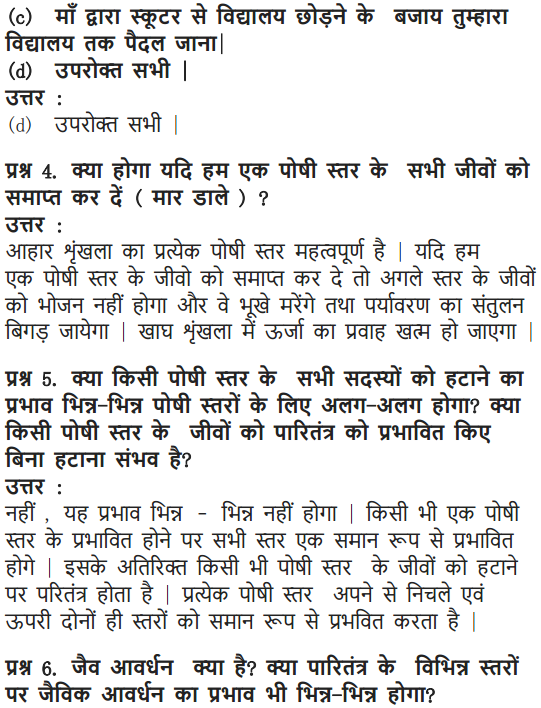 (c) माँ द्वारा स्कूटर से विद्यालय छोड़ने के बजाय तुम्हारा
विद्यालय तक पैदल जाना|
(d) उपरोक्त सभी |
उत्तर :
(d) उपरोक्त सभी |
प्रश्न 4. क्या होगा यदि हम एक पोषी स्तर के सभी जीवों को
समाप्त कर दें ( मार डाले ) ?
उत्तर :
आहार शृंखला का प्रत्येक पोषी स्तर महत्वपूर्ण है | यदि हम
एक पोषी स्तर के जीवो को समाप्त कर दे तो अगले स्तर के जीवों
को भोजन नहीं होगा और वे भूखे मरेंगे तथा पर्यावरण का संतुलन
बिगड़ जायेगा | खाघ शृंखला में ऊर्जा का प्रवाह खत्म हो जाएगा |
प्रश्न 5. क्या किसी पोषी स्तर के सभी सदस्यों को हटाने का
प्रभाव भिन्न-भिन्न पोषी स्तरों के लिए अलग-अलग होगा? क्या
किसी पोषी स्तर के जीवों को पारितंत्र को प्रभावित किए
बिना हटाना संभव है?
उत्तर :
नहीं , यह प्रभाव भिन्न - भिन्न नहीं होगा | किसी भी एक पोषी
स्तर के प्रभावित होने पर सभी स्तर एक समान रूप से प्रभावित
होगे | इसके अतिरिक्त किसी भी पोषी स्तर के जीवों को हटाने
पर परितंत्र होता है | प्रत्येक पोषी स्तर अपने से निचले एवं
ऊपरी दोनों ही स्तरों को समान रूप से प्रभवित करता है |
प्रश्न 6. जैव आवर्धन क्या है? क्या पारितंत्र के विभिन्न स्तरों
पर जैविक आवर्धन का प्रभाव भी भिन्न-भिन्न होगा?